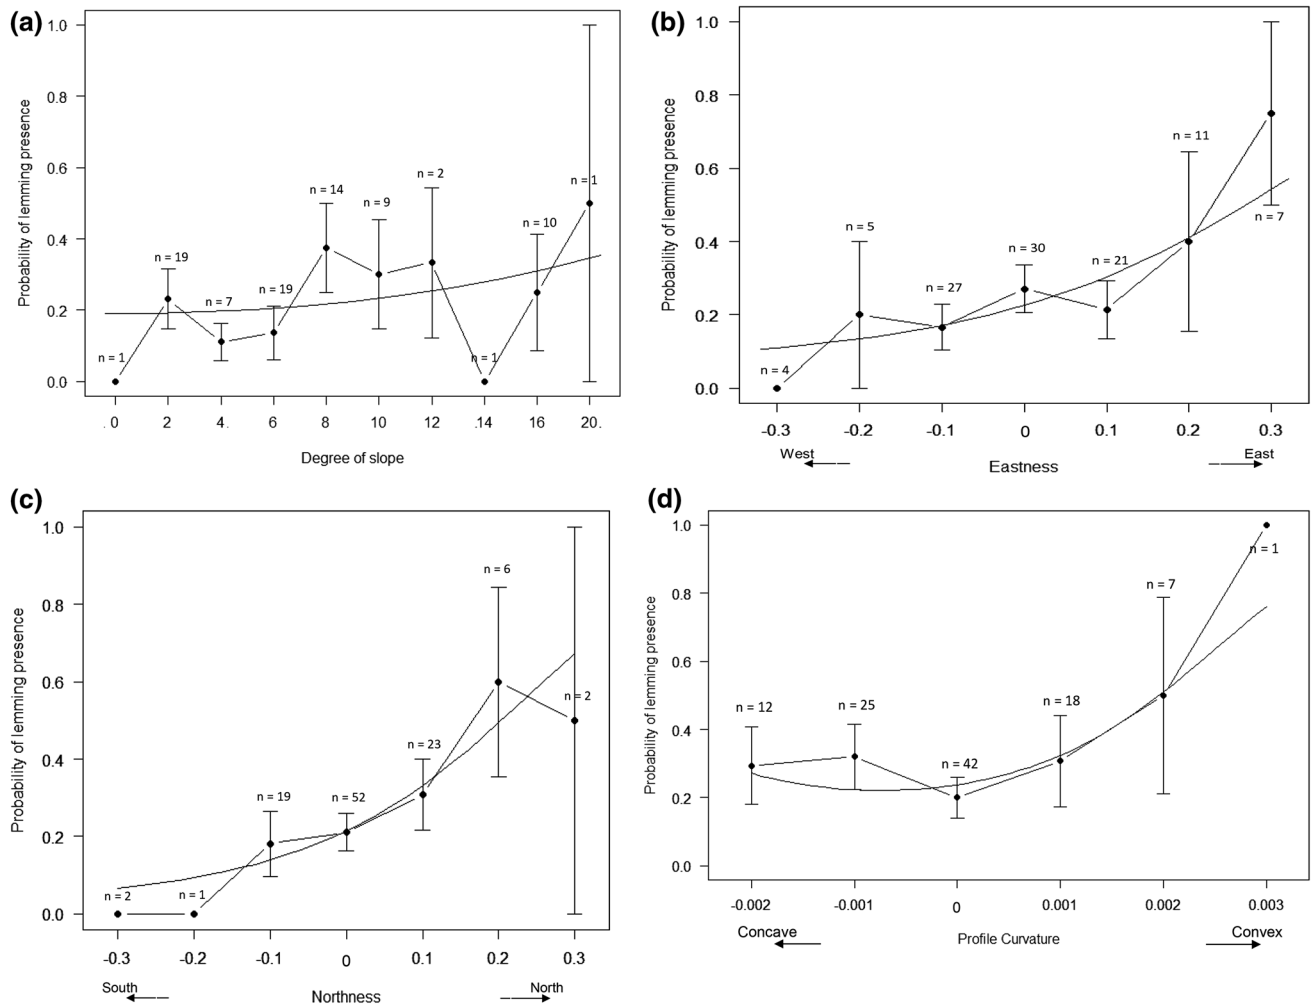 (a)
Probability of lemming presence
1.0
0.8
0.6
0.4
0.2
0.0
n = 1
n = 19
n = 7
n = 19
n = 14
n = 9
n = 2
n = 1
n = 10
n = 1
0 2 4 6 8 10 12 14 16 20
Degree of slope
(b)
Probability of lemming presence
1.0
0.8
0.6
0.4
0.2
0.0
n = 4
n = 5
n = 27
n = 30
n = 21
n = 11
n = 7
-0.3 -0.2 -0.1 0 0.1 0.2 0.3
West Eastness East
(c)
Probability of lemming presence
1.0
0.8
0.6
0.4
0.2
0.0
n = 2
n = 1
n = 19
n = 52
n = 23
n = 6
n = 2
-0.3 -0.2 -0.1 0 0.1 0.2 0.3
South Northness North
(d)
Probability of lemming presence
1.0
0.8
0.6
0.4
0.2
0.0
n = 12
n = 25
n = 42
n = 18
n = 7
n = 1
-0.002 -0.001 0 0.001 0.002 0.003
Concave Profile Curvature Convex